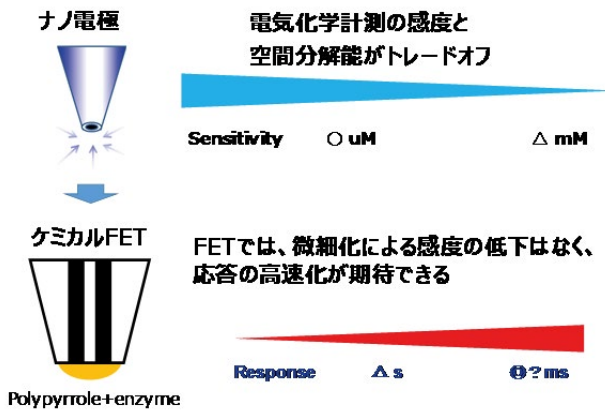 ナノ電極
電気化学計測の感度と
空間分解能がトレードオフ
Sensitivity ○ uM △ mM
ケミカルFET
FETでは、微細化による感度の低下はなく、
応答の高速化が期待できる
Response Δ s ?ms
Polypyrrole+enzyme